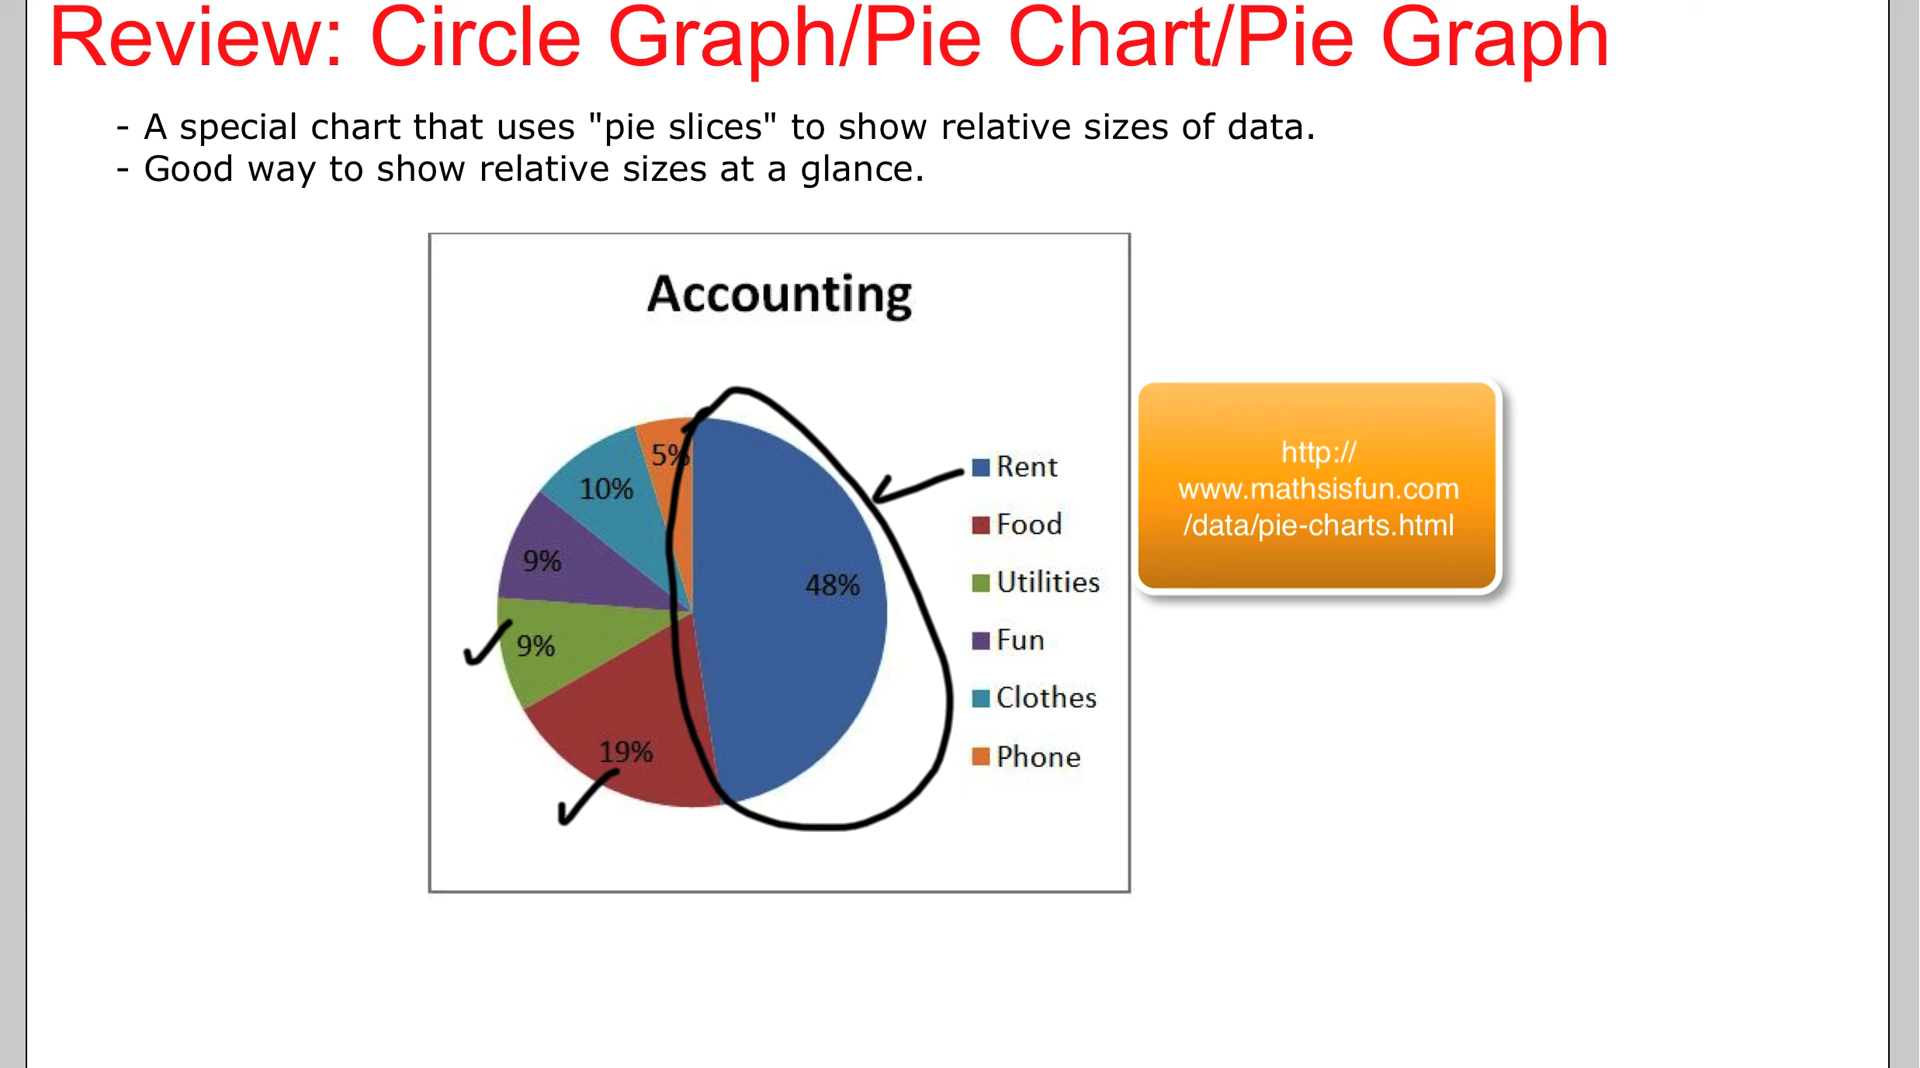 Review: Circle Graph/Pie Chart/Pie Graph
- A special chart that uses "pie slices" to show relative sizes of data.
- Good way to show relative sizes at a glance.
Accounting
5%
10%
9%
48%
9%
19%
Rent
Food
Utilities
Fun
Clothes
Phone
http://
www.mathsisfun.com
/data/pie-charts.html